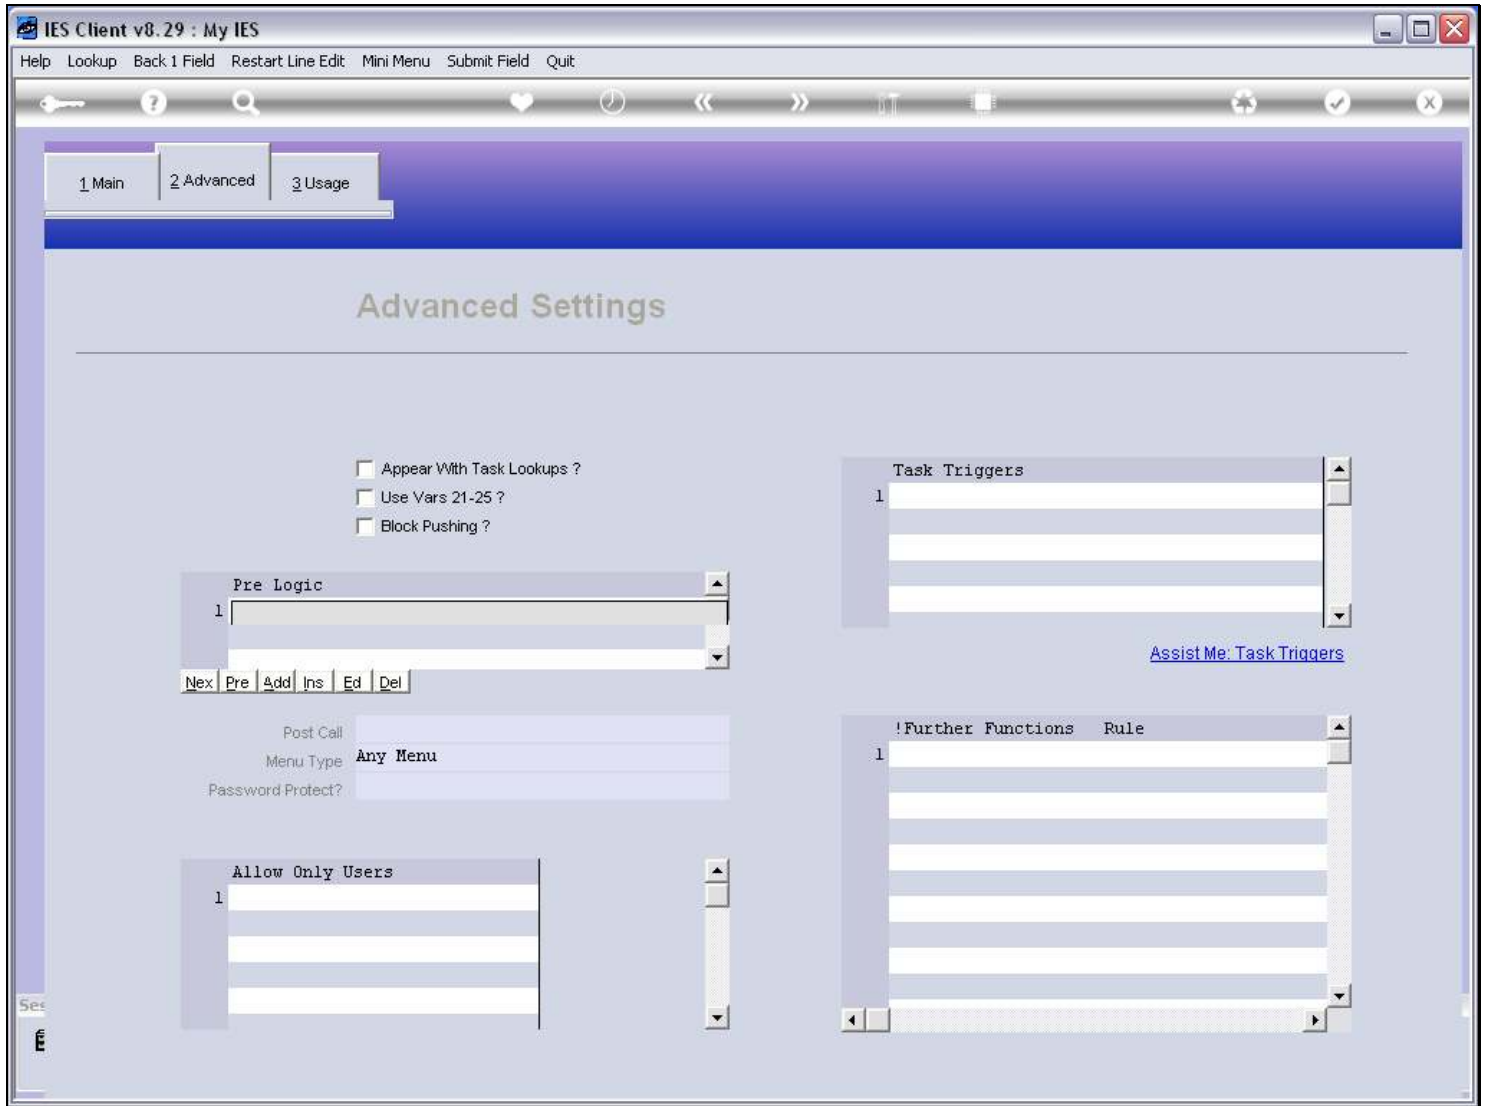 IES Client v8.29 : My IES
Help Lookup Back 1 Field Restart Line Edit Mini Menu Submit Field Quit
1 Main 2 Advanced 3 Usage
Advanced Settings
Appear With Task Lookups ?
Use Vars 21-25 ?
Block Pushing ?
Task Triggers
1
Assist Me: Task Triggers
Pre Logic
1
Nex Pre Add Ins Ed Del
Post Call
Menu Type Any Menu
Password Protect?
!Further Functions Rule
1
Allow Only Users
1